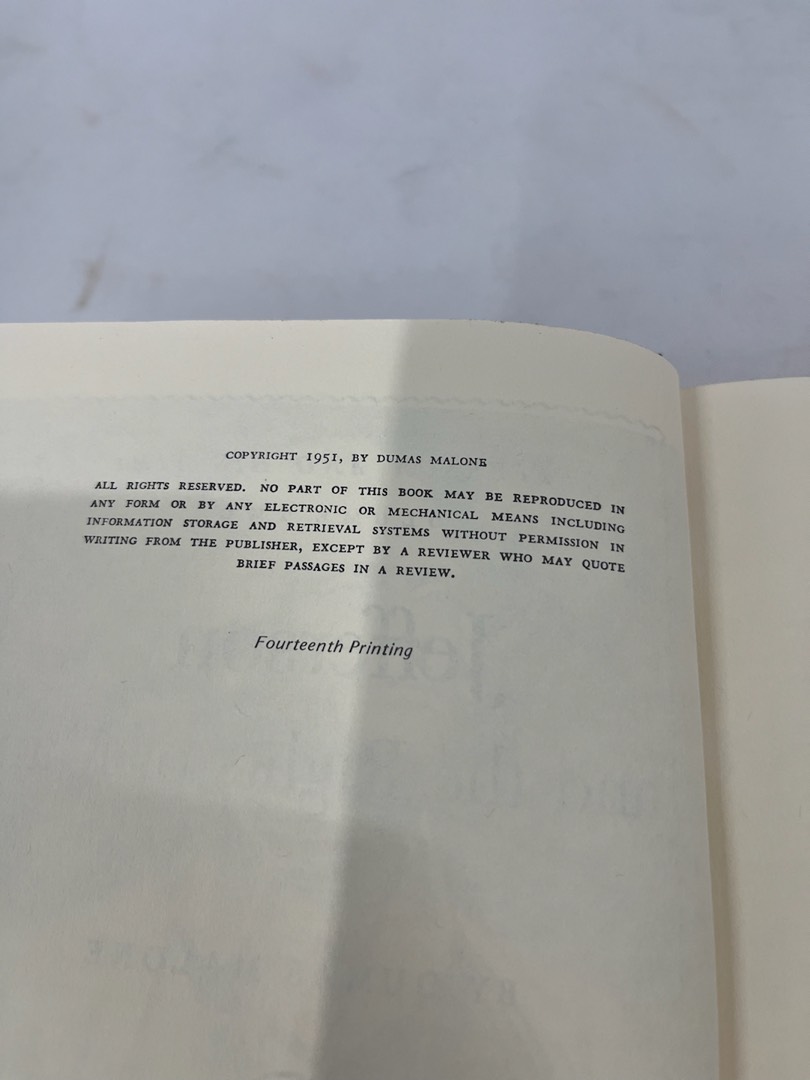 COPYRIGHT 1951, BY DUMAS MALONE
ALL RIGHTS RESERVED. NO PART OF THIS BOOK MAY BE REPRODUCED IN
ANY FORM OR BY ANY ELECTRONIC OR MECHANICAL MEANS INCLUDING
INFORMATION STORAGE AND RETRIEVAL SYSTEMS WITHOUT PERMISSION IN
WRITING FROM THE PUBLISHER, EXCEPT BY A REVIEWER WHO MAY QUOTE
BRIEF PASSAGES IN A REVIEW.
Fourteenth Printing